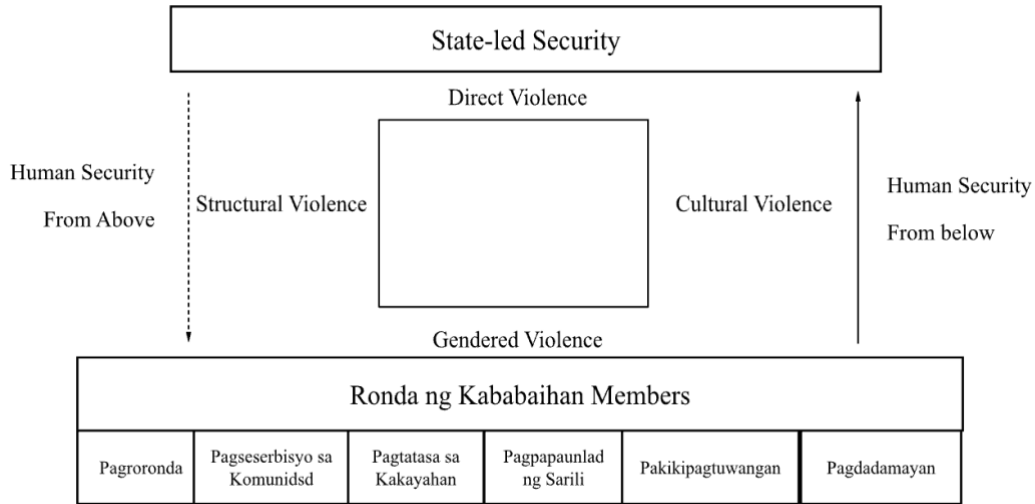 State-led Security
Direct Violence
Human Security
From Above
Structural Violence
Cultural Violence
Human Security
From below
Gendered Violence
Ronda ng Kababaihan Members
Pagroronda
Pagseserbisyo sa
Komunidsd
Pagtatasa sa
Kakayahan
Pagpapaunlad
ng Sarili
Pakikipagtuwangan
Pagdadamayan